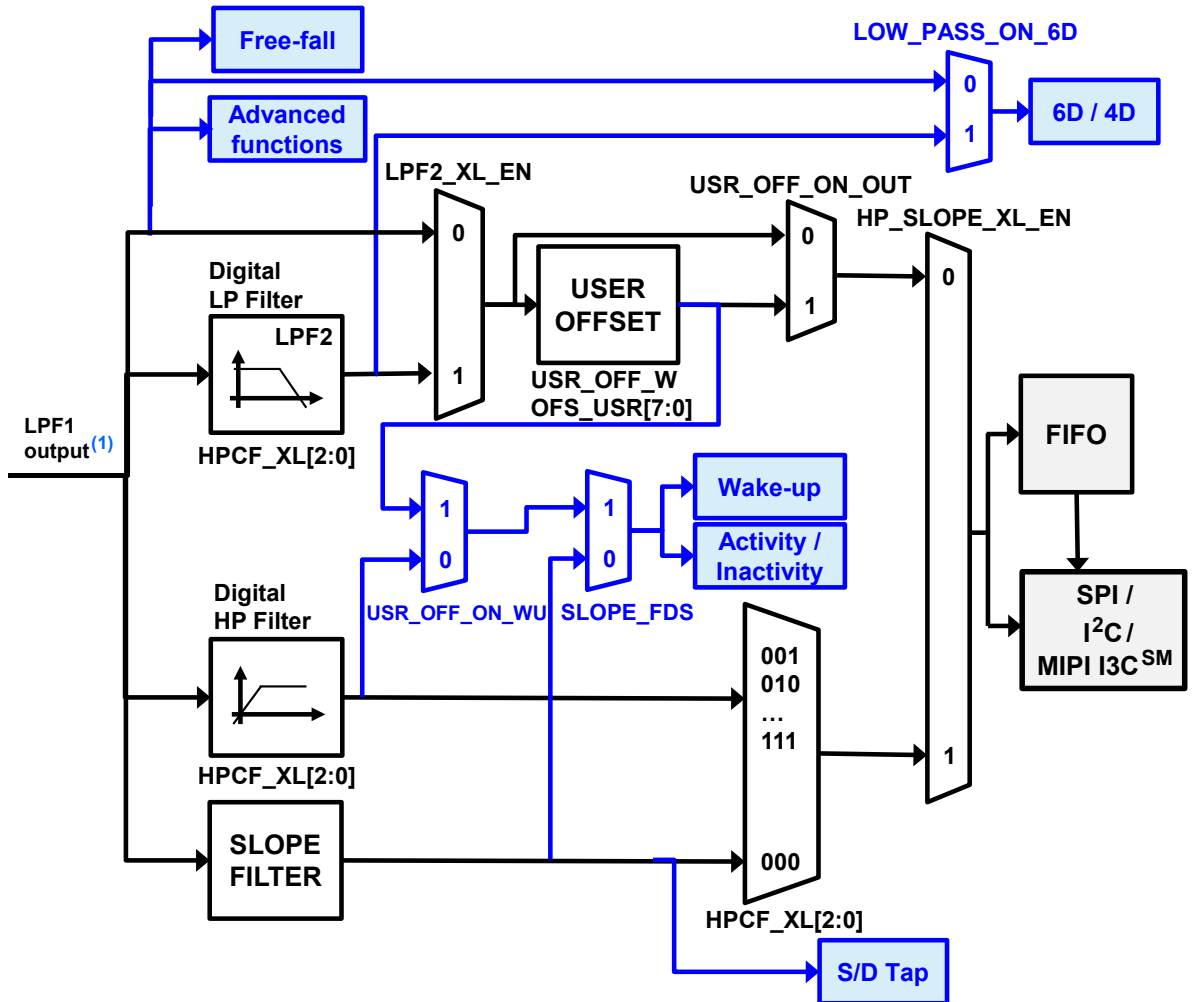 Free-fall
LOW_PASS_ON_6D
0
1
6D / 4D
Advanced
functions
LPF2_XL_EN
0
1
USR_OFF_ON_OUT
0
1
HP_SLOPE_XL_EN
0
1
Digital
LP Filter
LPF2
HPCF_XL[2:0]
USER
OFFSET
USR_OFF_W
OFS_USR[7:0]
LPF1
output(1)
FIFO
1
0
USR_OFF_ON_WU
1
0
SLOPE_FDS
Wake-up
Activity /
Inactivity
SPI /
I²C /
MIPI I3CSM
Digital
HP Filter
HPCF_XL[2:0]
001
010
…
111
000
HPCF_XL[2:0]
SLOPE
FILTER
S/D Tap